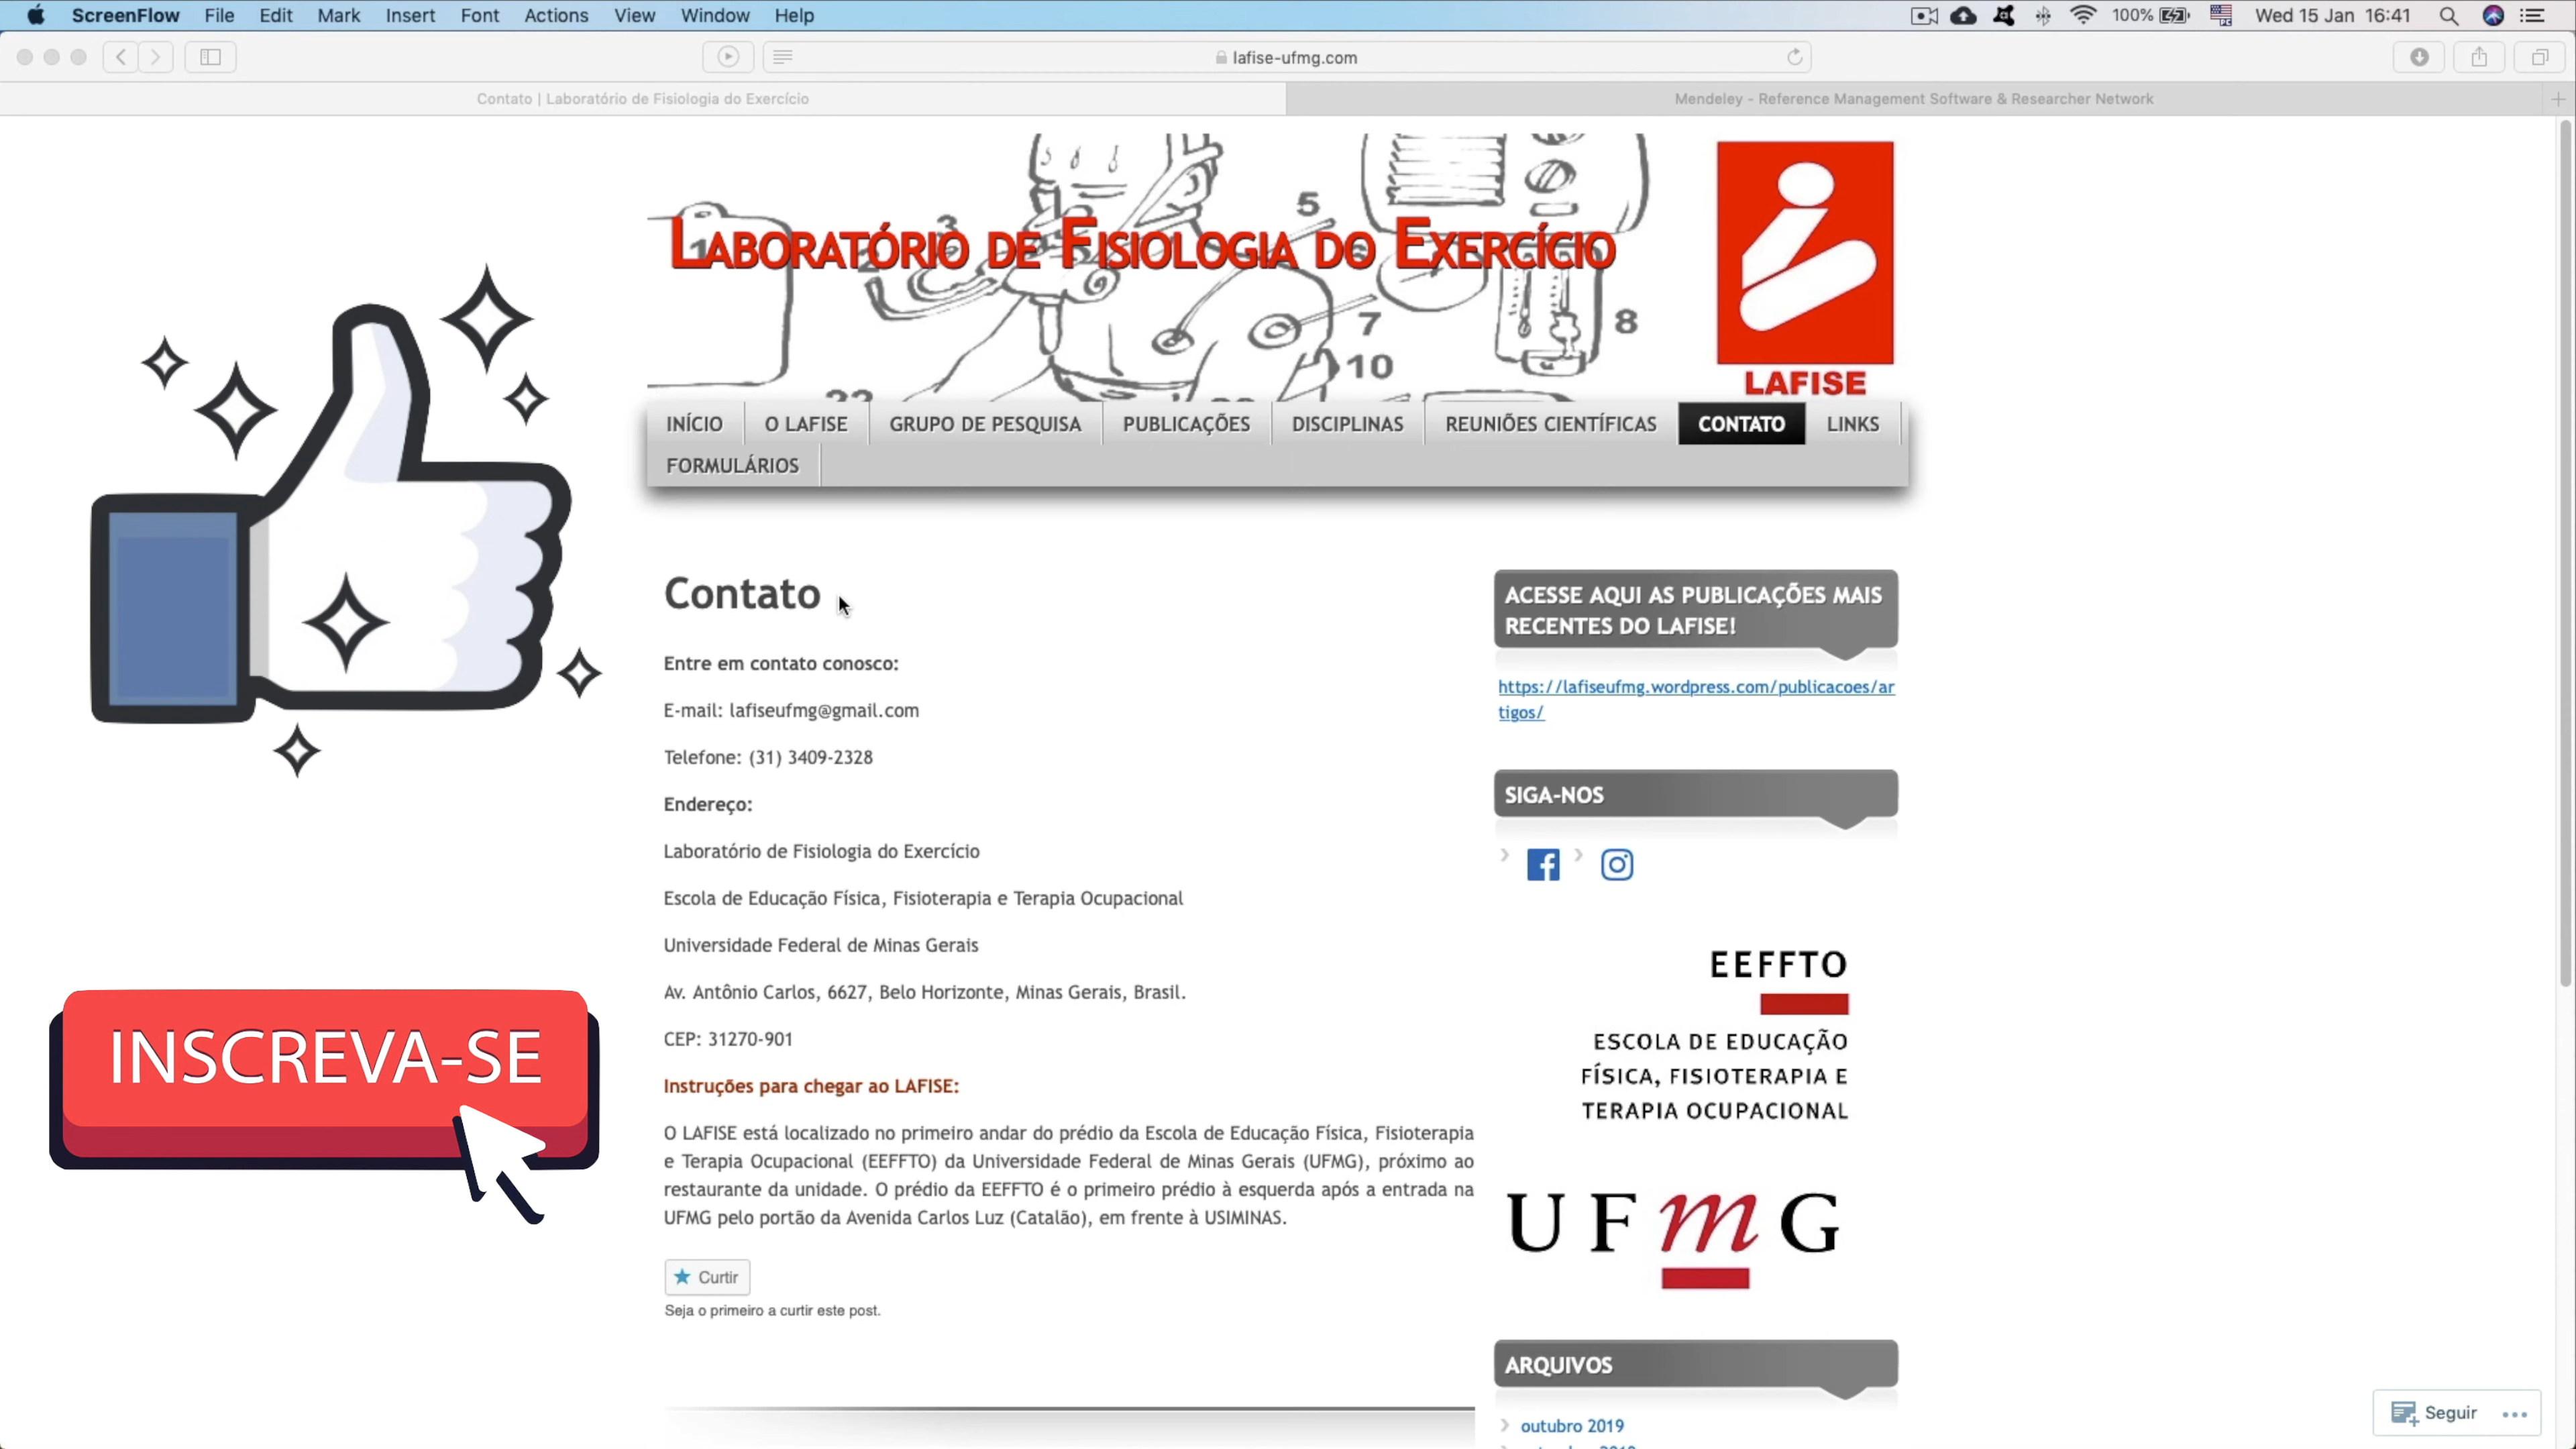 ScreenFlow File Edit Mark Insert Font Actions View Window Help
100% Wed 15 Jan 16:41
lafise-ufmg.com
Contato | Laboratório de Fisiologia do Exercício
Mendeley - Reference Management Software & Researcher Network
1 2 3 5 7 8 10 22
LABORATÓRIO DE FISIOLOGIA DO EXERCÍCIO
LAFISE
INÍCIO O LAFISE GRUPO DE PESQUISA PUBLICAÇÕES DISCIPLINAS REUNIÕES CIENTÍFICAS CONTATO LINKS
FORMULÁRIOS
Contato
Entre em contato conosco:
E-mail: lafiseufmg@gmail.com
Telefone: (31) 3409-2328
Endereço:
Laboratório de Fisiologia do Exercício
Escola de Educação Física, Fisioterapia e Terapia Ocupacional
Universidade Federal de Minas Gerais
Av. Antônio Carlos, 6627, Belo Horizonte, Minas Gerais, Brasil.
CEP: 31270-901
Instruções para chegar ao LAFISE:
O LAFISE está localizado no primeiro andar do prédio da Escola de Educação Física, Fisioterapia
e Terapia Ocupacional (EEFFTO) da Universidade Federal de Minas Gerais (UFMG), próximo ao
restaurante da unidade. O prédio da EEFFTO é o primeiro prédio à esquerda após a entrada na
UFMG pelo portão da Avenida Carlos Luz (Catalão), em frente à USIMINAS.
Curtir
Seja o primeiro a curtir este post.
INSCREVA-SE
ACESSE AQUI AS PUBLICAÇÕES MAIS
RECENTES DO LAFISE!
https://lafiseufmg.wordpress.com/publicacoes/ar
tigos/
SIGA-NOS
EEFFTO
ESCOLA DE EDUCAÇÃO
FÍSICA, FISIOTERAPIA E
TERAPIA OCUPACIONAL
UFmG
ARQUIVOS
outubro 2019
Seguir